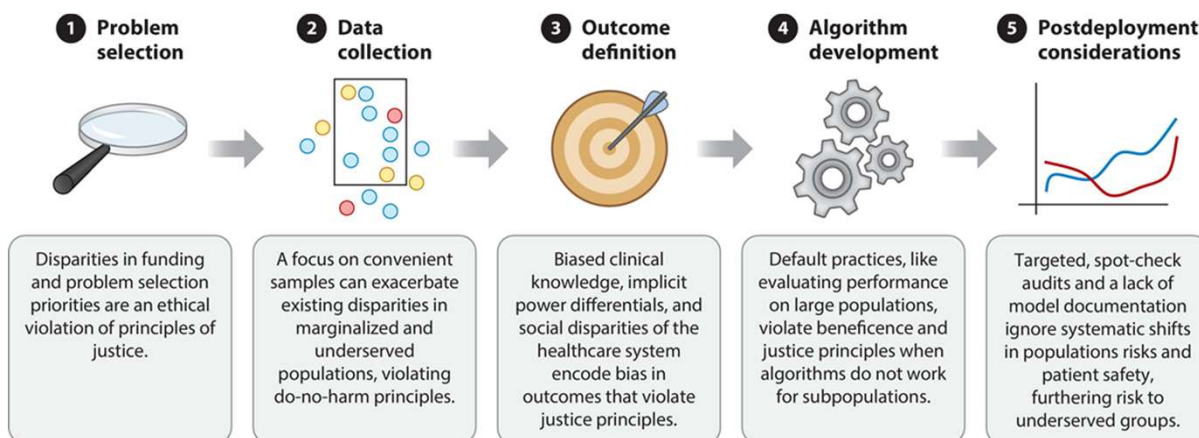 1 Problem
selection
2 Data
collection
3 Outcome
definition
4 Algorithm
development
5 Postdeployment
considerations
Disparities in funding
and problem selection
priorities are an ethical
violation of principles of
justice.
A focus on convenient
samples can exacerbate
existing disparities in
marginalized and
underserved
populations, violating
do-no-harm principles.
Biased clinical
knowledge, implicit
power differentials, and
social disparities of the
healthcare system
encode bias in
outcomes that violate
justice principles.
Default practices, like
evaluating performance
on large populations,
violate beneficence and
justice principles when
algorithms do not work
for subpopulations.
Targeted, spot-check
audits and a lack of
model documentation
ignore systematic shifts
in populations risks and
patient safety,
furthering risk to
underserved groups.